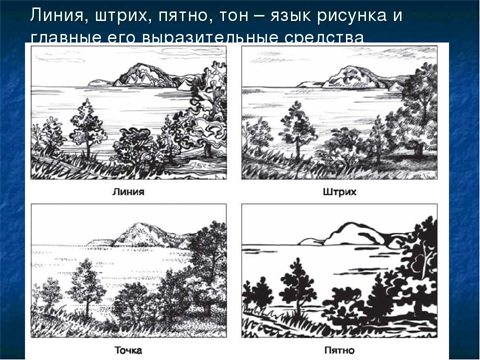 Линия, штрих, пятно, тон – язык рисунка и
главные его выразительные средства
Линия
Штрих
Точка
Пятно